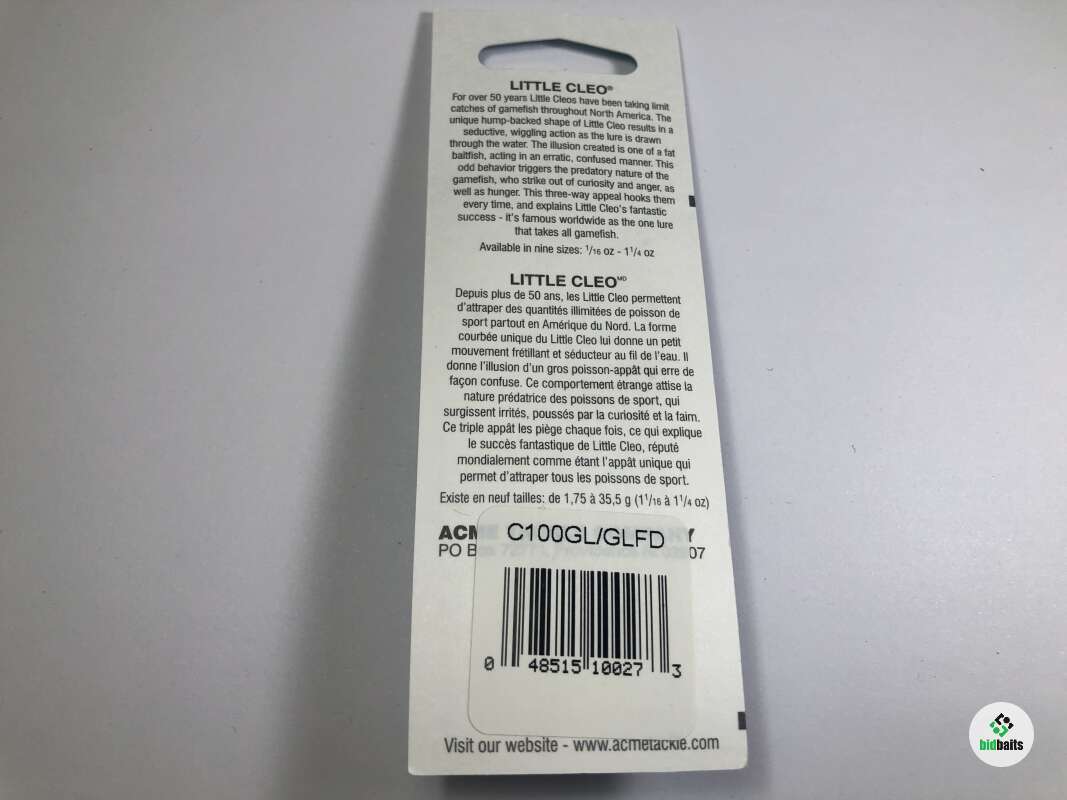 LITTLE CLEO®
For over 50 years Little Cleos have been taking limit
catches of gamefish throughout North America. The
unique hump-backed shape of Little Cleo results in a
seductive, wiggling action as the lure is drawn
through the water. The illusion created is one of a fat
baitfish, acting in an erratic, confused manner. This
odd behavior triggers the predatory nature of the
gamefish, who strike out of curiosity and anger, as
well as hunger. This three-way appeal hooks them
every time, and explains Little Cleo's fantastic
success - it's famous worldwide as the one lure
that takes all gamefish.
Available in nine sizes: 1/16 oz - 1 1/4 oz
LITTLE CLEO MD
Depuis plus de 50 ans, les Little Cleo permettent
d'attraper des quantités illimitées de poisson de
sport partout en Amérique du Nord. La forme
courbée unique du Little Cleo lui donne un petit
mouvement frétillant et séducteur au fil de l'eau. Il
donne l'illusion d'un gros poisson-appât qui erre de
façon confuse. Ce comportement étrange attise la
nature prédatrice des poissons de sport, qui
surgissent irrités, poussés par la curiosité et la faim.
Ce triple appât les piège chaque fois, ce qui explique
le succès fantastique de Little Cleo, réputé
mondialement comme étant l'appât unique qui
permet d'attraper tous les poissons de sport.
Existe en neuf tailles: de 1,75 à 35,5 g (1 1/16 à 1 1/4 oz)
C100GL/GLFD
PO
07
0 48515 10027 3
Visit our website - www.acmetackle.com
bidbaits